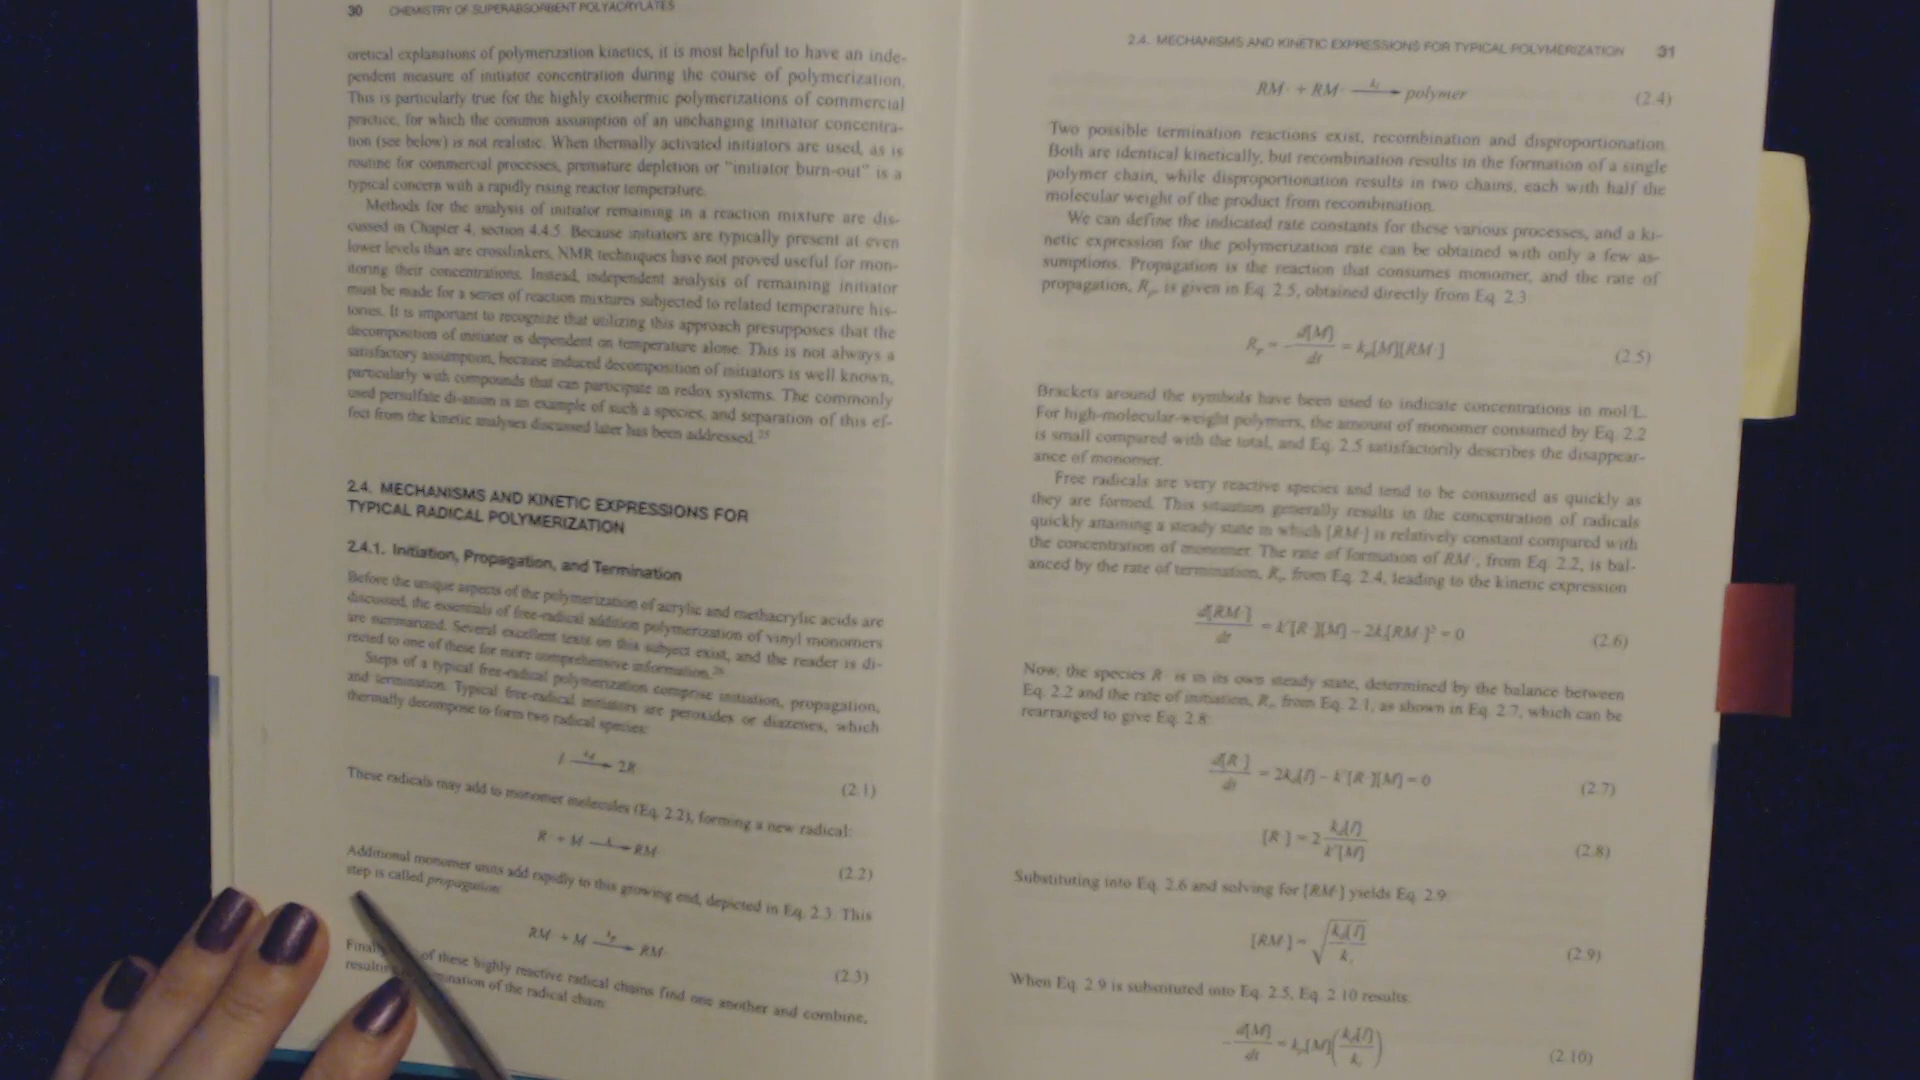 30 CHEMISTRY OF SUPERABSORBENT POLYACRYLATES
oretical explanations of polymerization kinetics, it is most helpful to have an inde-
pendent measure of initiator concentration during the course of polymerization.
This is particularly true for the highly exothermic polymerizations of commercial
practice, for which the common assumption of an unchanging initiator concentra-
tion (see below) is not realistic. When thermally activated initiators are used, as is
routine for commercial processes, premature depletion or "initiator burn-out" is a
typical concern with a rapidly rising reactor temperature.
Methods for the analysis of initiator remaining in a reaction mixture are dis-
cussed in Chapter 4, section 4.4.5. Because initiators are typically present at even
lower levels than are crosslinkers, NMR techniques have not proved useful for mon-
itoring their concentrations. Instead, independent analysis of remaining initiator
must be made for a series of reaction mixtures subjected to related temperature his-
tories. It is important to recognize that utilizing this approach presupposes that the
decomposition of initiator is dependent on temperature alone. This is not always a
satisfactory assumption, because induced decomposition of initiators is well known,
particularly with compounds that can participate in redox systems. The commonly
used persulfate di-anion is an example of such a species, and separation of this ef-
fect from the kinetic analyses discussed later has been addressed.25
2.4. MECHANISMS AND KINETIC EXPRESSIONS FOR
TYPICAL RADICAL POLYMERIZATION
2.4.1. Initiation, Propagation, and Termination
Before the unique aspects of the polymerization of acrylic and methacrylic acids are
discussed, the essentials of free-radical addition polymerization of vinyl monomers
are summarized. Several excellent texts on this subject exist, and the reader is di-
rected to one of these for more comprehensive information.26
Steps of a typical free-radical polymerization comprise initiation, propagation,
and termination. Typical free-radical initiators are peroxides or diazenes, which
thermally decompose to form two radical species:
I —kd→ 2R· (2.1)
These radicals may add to monomer molecules (Eq. 2.2), forming a new radical:
R· + M —k'→ RM· (2.2)
Additional monomer units add rapidly to this growing end, depicted in Eq. 2.3. This
step is called propagation:
RM· + M —kp→ RM· (2.3)
Final of these highly reactive radical chains find one another and combine,
resultin mination of the radical chain:
2.4. MECHANISMS AND KINETIC EXPRESSIONS FOR TYPICAL POLYMERIZATION 31
RM· + RM· —kt→ polymer (2.4)
Two possible termination reactions exist, recombination and disproportionation.
Both are identical kinetically, but recombination results in the formation of a single
polymer chain, while disproportionation results in two chains, each with half the
molecular weight of the product from recombination.
We can define the indicated rate constants for these various processes, and a ki-
netic expression for the polymerization rate can be obtained with only a few as-
sumptions. Propagation is the reaction that consumes monomer, and the rate of
propagation, Rp, is given in Eq. 2.5, obtained directly from Eq. 2.3:
Rp = −d[M]/dt = kp[M][RM·] (2.5)
Brackets around the symbols have been used to indicate concentrations in mol/L.
For high-molecular-weight polymers, the amount of monomer consumed by Eq. 2.2
is small compared with the total, and Eq. 2.5 satisfactorily describes the disappear-
ance of monomer.
Free radicals are very reactive species and tend to be consumed as quickly as
they are formed. This situation generally results in the concentration of radicals
quickly attaining a steady state in which [RM·] is relatively constant compared with
the concentration of monomer. The rate of formation of RM·, from Eq. 2.2, is bal-
anced by the rate of termination, Rt, from Eq. 2.4, leading to the kinetic expression
d[RM·]/dt = k'[R·][M] − 2kt[RM·]² = 0 (2.6)
Now, the species R· is in its own steady state, determined by the balance between
Eq. 2.2 and the rate of initiation, Ri, from Eq. 2.1, as shown in Eq. 2.7, which can be
rearranged to give Eq. 2.8:
d[R·]/dt = 2kd[I] − k'[R·][M] = 0 (2.7)
[R·] = 2 kd[I]/k'[M] (2.8)
Substituting into Eq. 2.6 and solving for [RM·] yields Eq. 2.9:
[RM·] = √(kd[I]/kt) (2.9)
When Eq. 2.9 is substituted into Eq. 2.5, Eq. 2.10 results:
−d[M]/dt = kp[M](kd[I]/kt) (2.10)